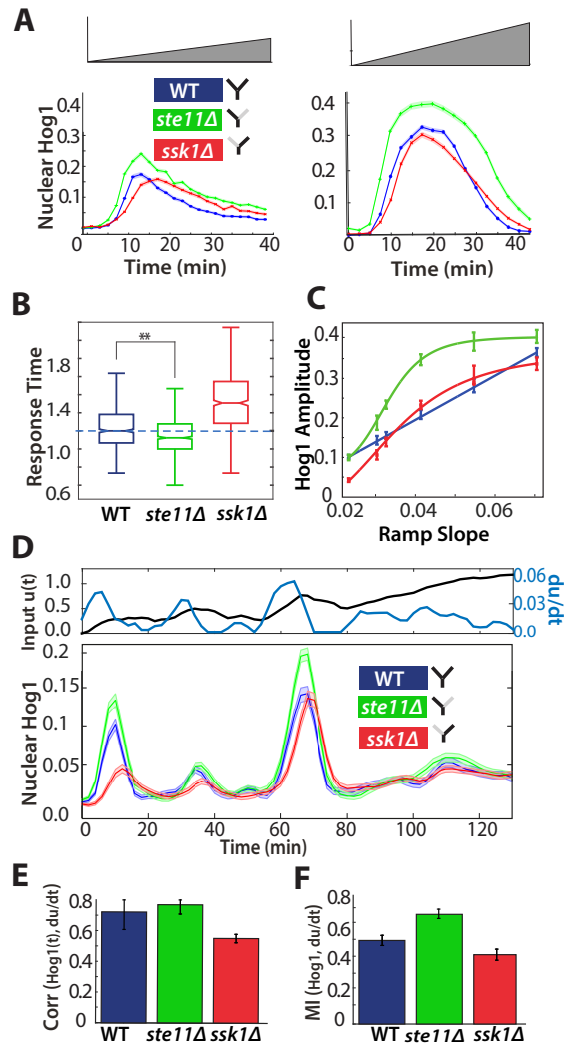 A
WT
ste11Δ
ssk1Δ
Nuclear Hog1
0.4
0.3
0.2
0.1
0
10
20
30
40
Time (min)
0.4
0.3
0.2
0.1
0
10
20
30
40
Time (min)
B
**
Response Time
1.8
1.4
1.0
0.6
WT
ste11Δ
ssk1Δ
C
Hog1 Amplitude
0.4
0.3
0.2
0.1
0
0.02
0.04
0.06
Ramp Slope
D
Input u(t)
1.0
0.5
0.0
0.06
0.03
0.0
du/dt
WT
ste11Δ
ssk1Δ
Nuclear Hog1
0.2
0.15
0.1
0.05
0.0
0
20
40
60
80
100
120
Time (min)
E
Corr (Hog1(t), du/dt)
0.8
0.6
0.4
0.2
0
WT
ste11Δ
ssk1Δ
F
MI (Hog1, du/dt)
0.8
0.6
0.4
0.2
0
WT
ste11Δ
ssk1Δ